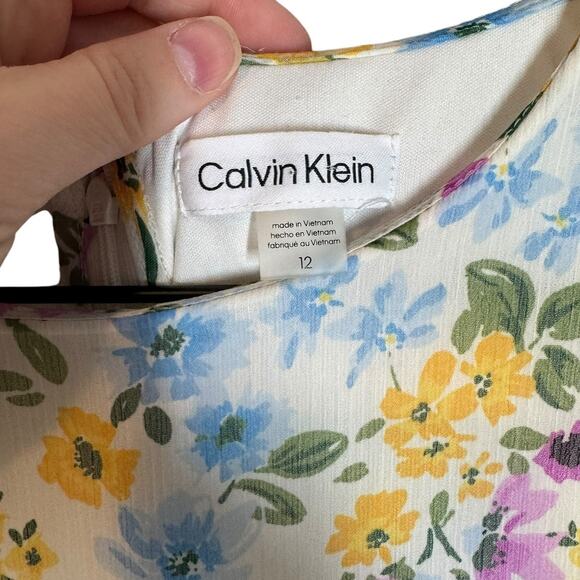 Calvin Klein
made in Vietnam
hecho en Vietnam
fabriqué au Vietnam
12